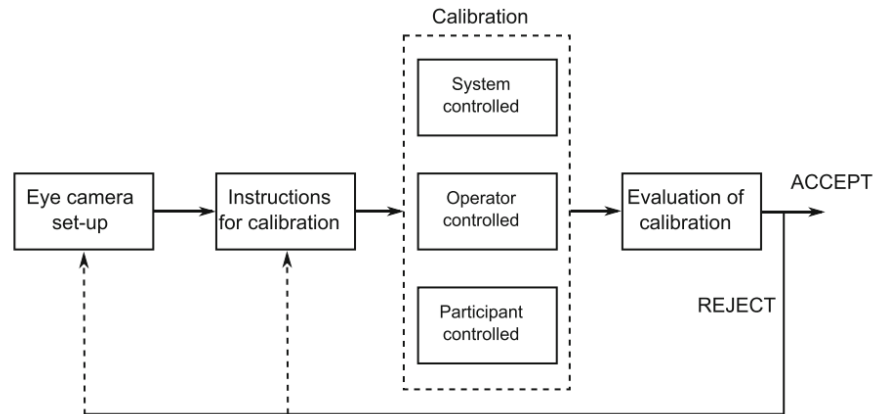 Calibration
System
controlled
Eye camera
set-up
Instructions
for calibration
Operator
controlled
Evaluation of
calibration
ACCEPT
REJECT
Participant
controlled